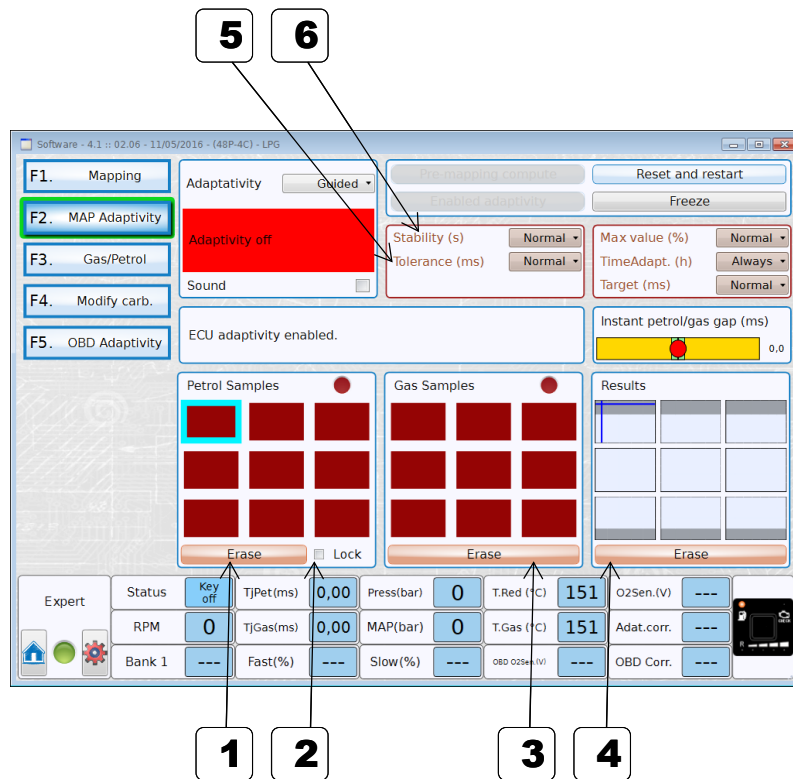 5 6
Software - 4.1 :: 02.06 - 11/05/2016 - (48P-4C) - LPG
F1. Mapping
F2. MAP Adaptivity
F3. Gas/Petrol
F4. Modify carb.
F5. OBD Adaptivity
Adaptativity Guided
Adaptivity off
Sound
Pre-mapping compute Reset and restart
Enabled adaptivity Freeze
Stability (s) Normal
Tolerance (ms) Normal
Max value (%) Normal
TimeAdapt. (h) Always
Target (ms) Normal
ECU adaptivity enabled.
Instant petrol/gas gap (ms)
0,0
Petrol Samples
Gas Samples
Results
Erase Lock
Erase
Erase
Expert
Status Key off TjPet(ms) 0,00 Press(bar) 0 T.Red (°C) 151 O2Sen.(V) ---
RPM 0 TjGas(ms) 0,00 MAP(bar) 0 T.Gas (°C) 151 Adat.corr. ---
Bank 1 --- Fast(%) --- Slow(%) --- OBD O2Sen.(V) --- OBD Corr. ---
1 2 3 4